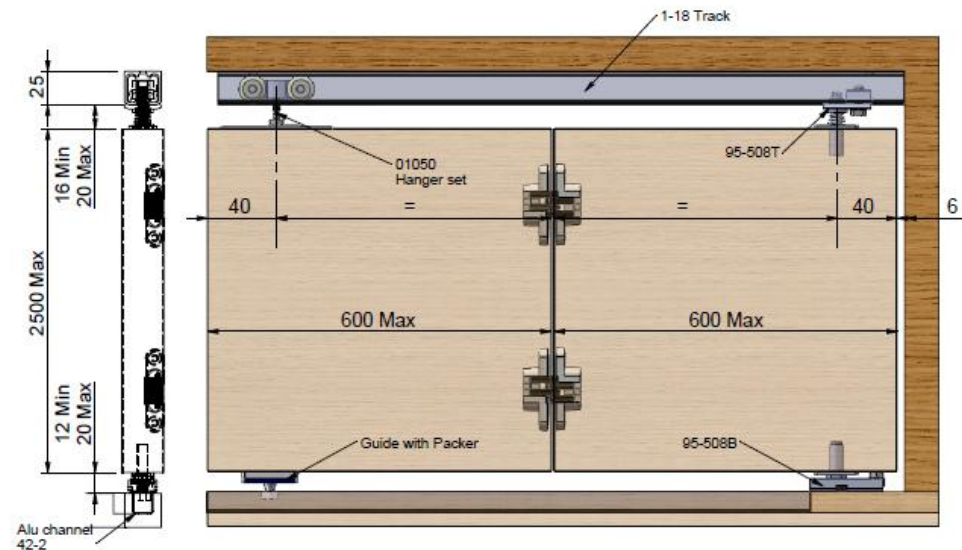 1-18 Track
25
16 Min
20 Max
01050
Hanger set
95-508T
40
=
=
40
6
2500 Max
600 Max
600 Max
12 Min
20 Max
Guide with Packer
95-508B
Alu channel
42-2